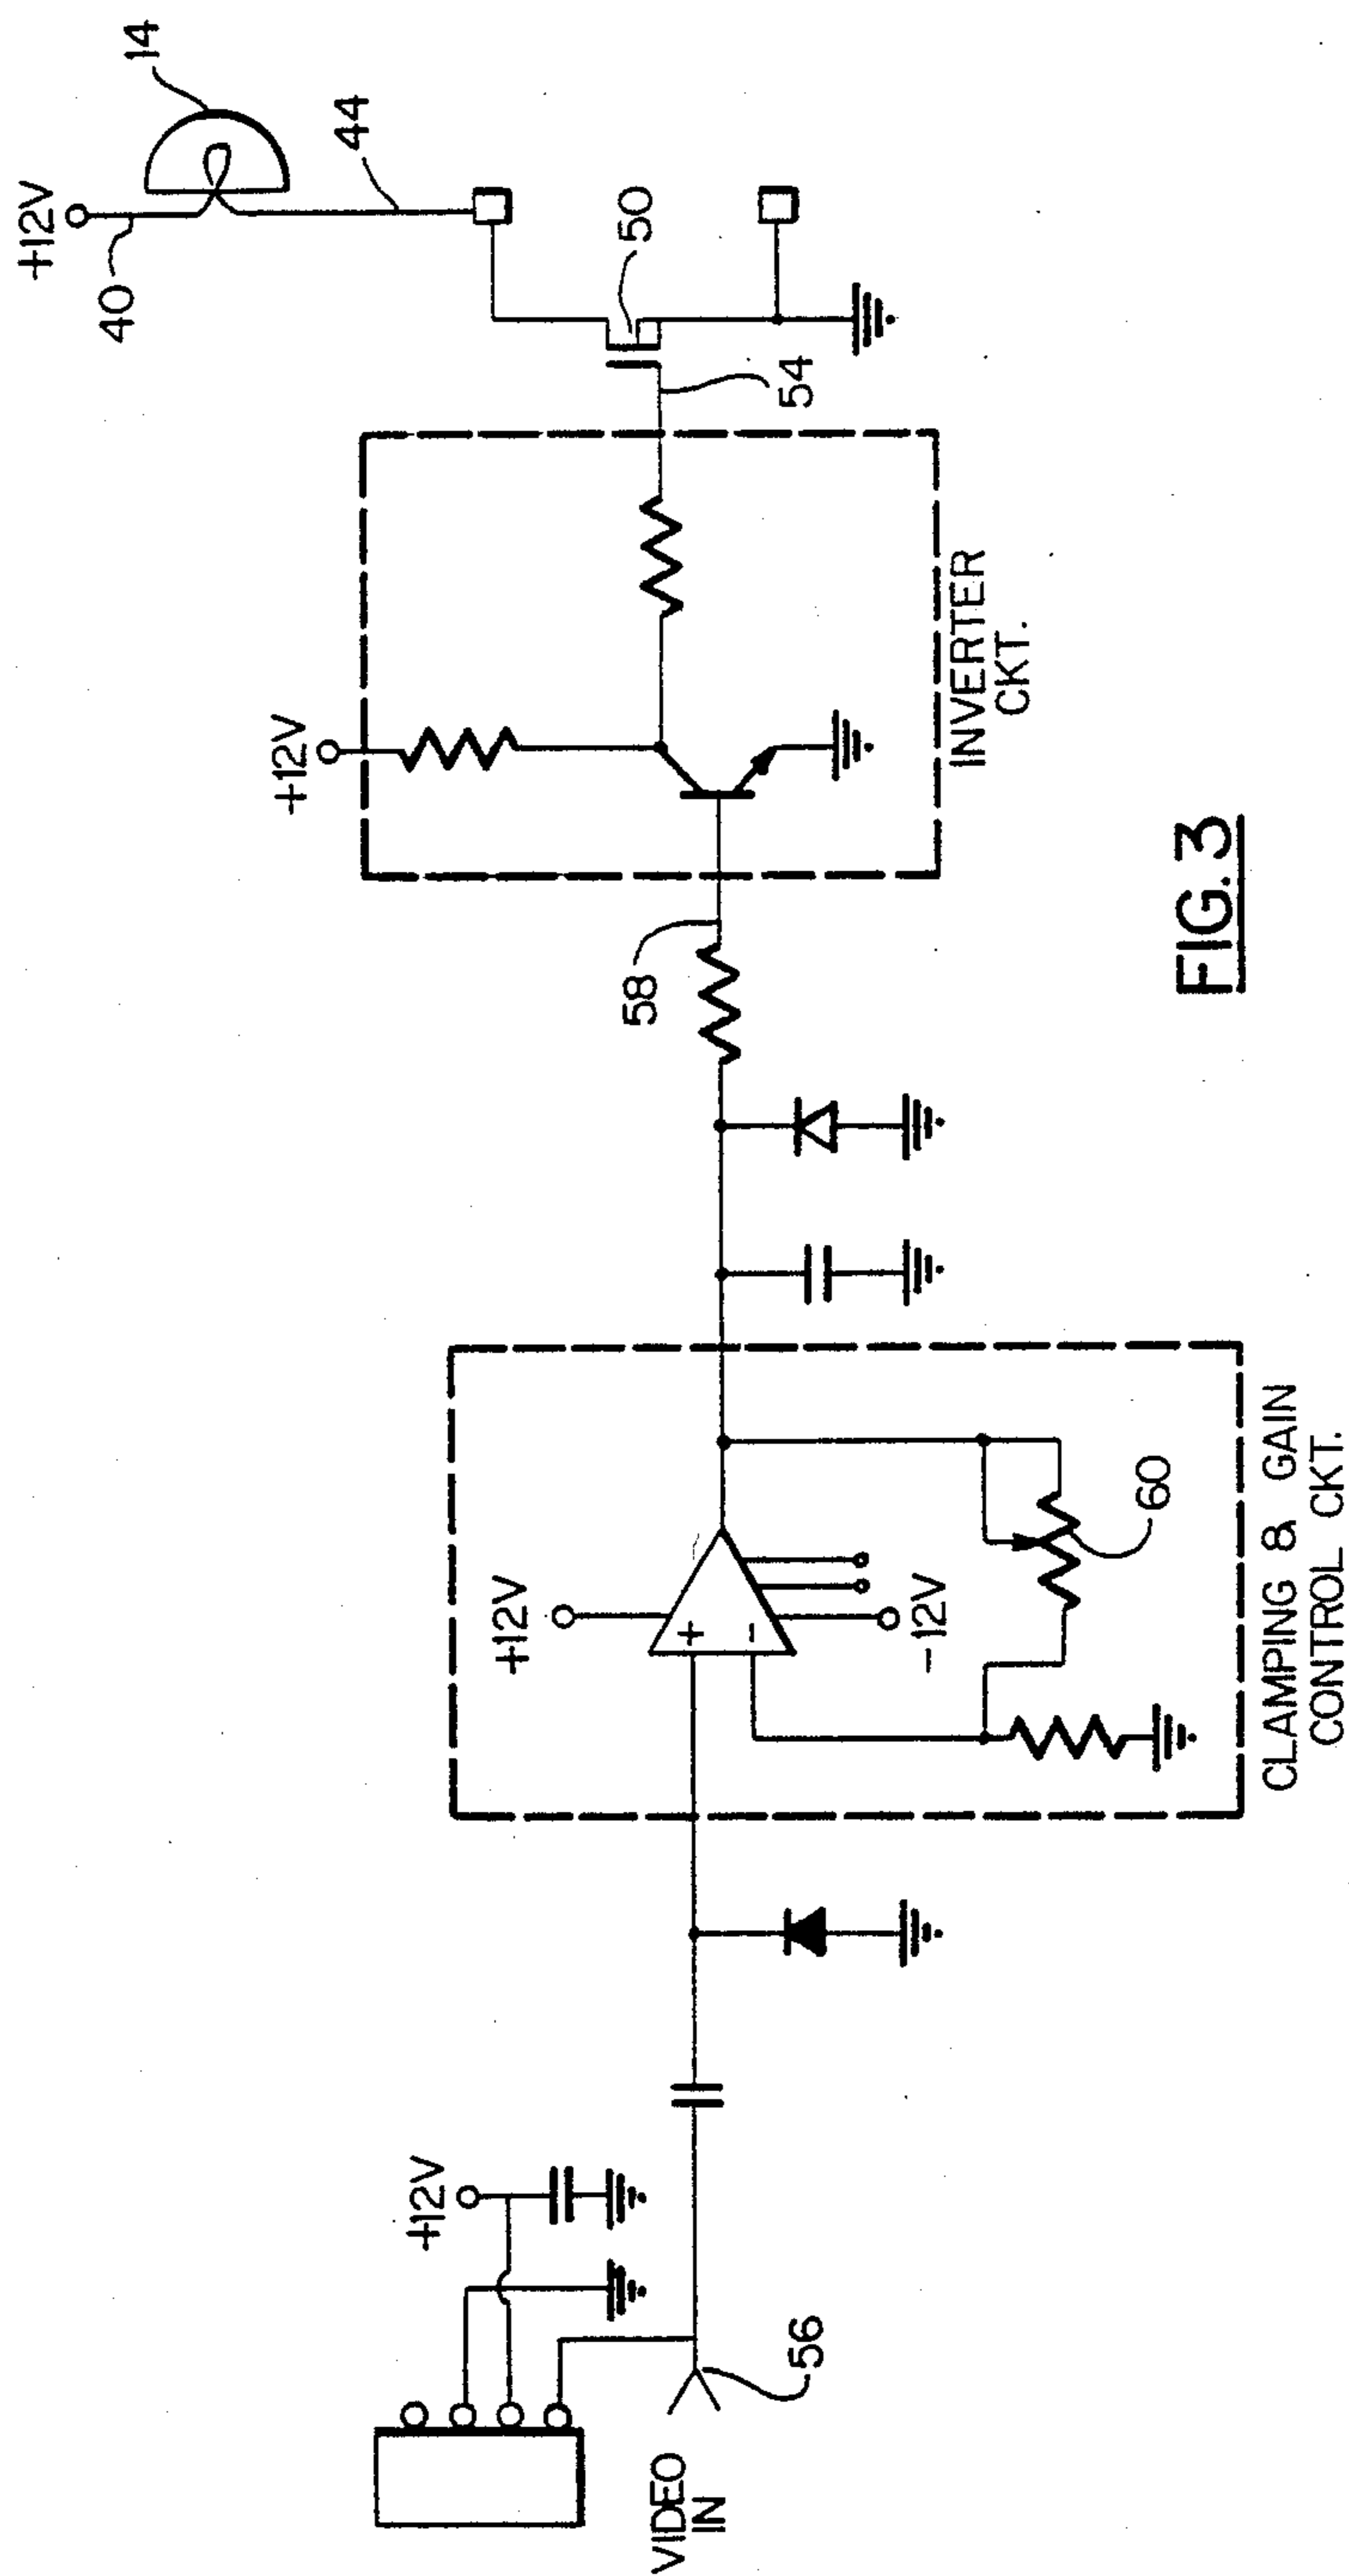 +12V
14
40
44
50
54
+12V
INVERTER
CKT.
58
FIG. 3
+12V
+
-
-12V
60
CLAMPING & GAIN
CONTROL CKT.
+12V
56
VIDEO
IN